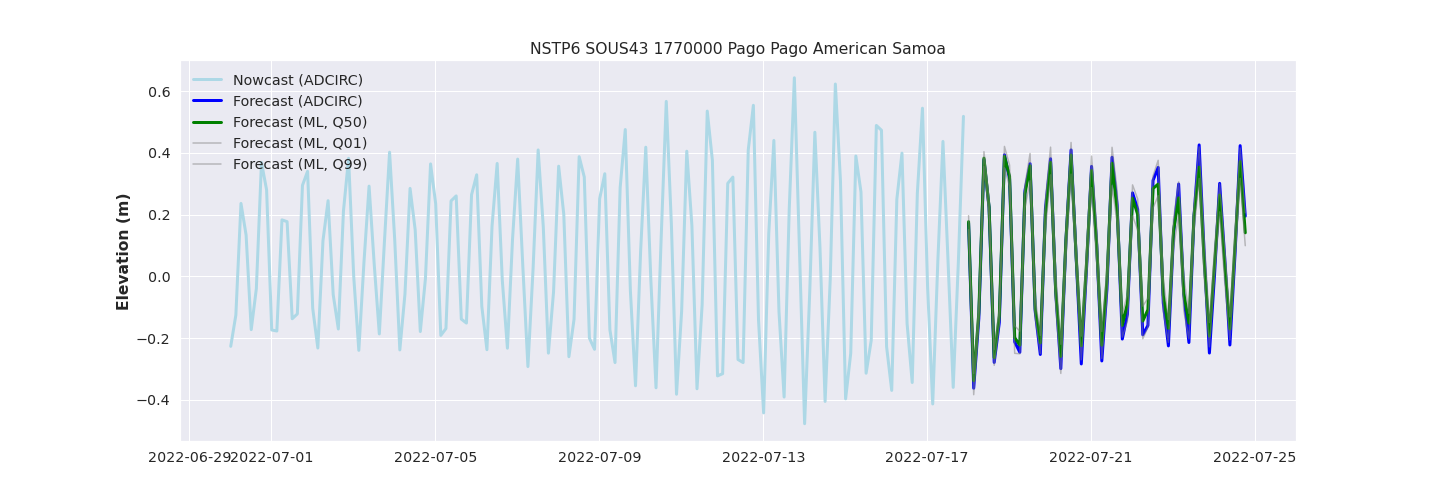 NSTP6 SOUS43 1770000 Pago Pago American Samoa
Nowcast (ADCIRC)
Forecast (ADCIRC)
Forecast (ML, Q50)
Forecast (ML, Q01)
Forecast (ML, Q99)
Elevation (m)
0.6
0.4
0.2
0.0
−0.2
−0.4
2022-06-29 2022-07-01 2022-07-05 2022-07-09 2022-07-13 2022-07-17 2022-07-21 2022-07-25